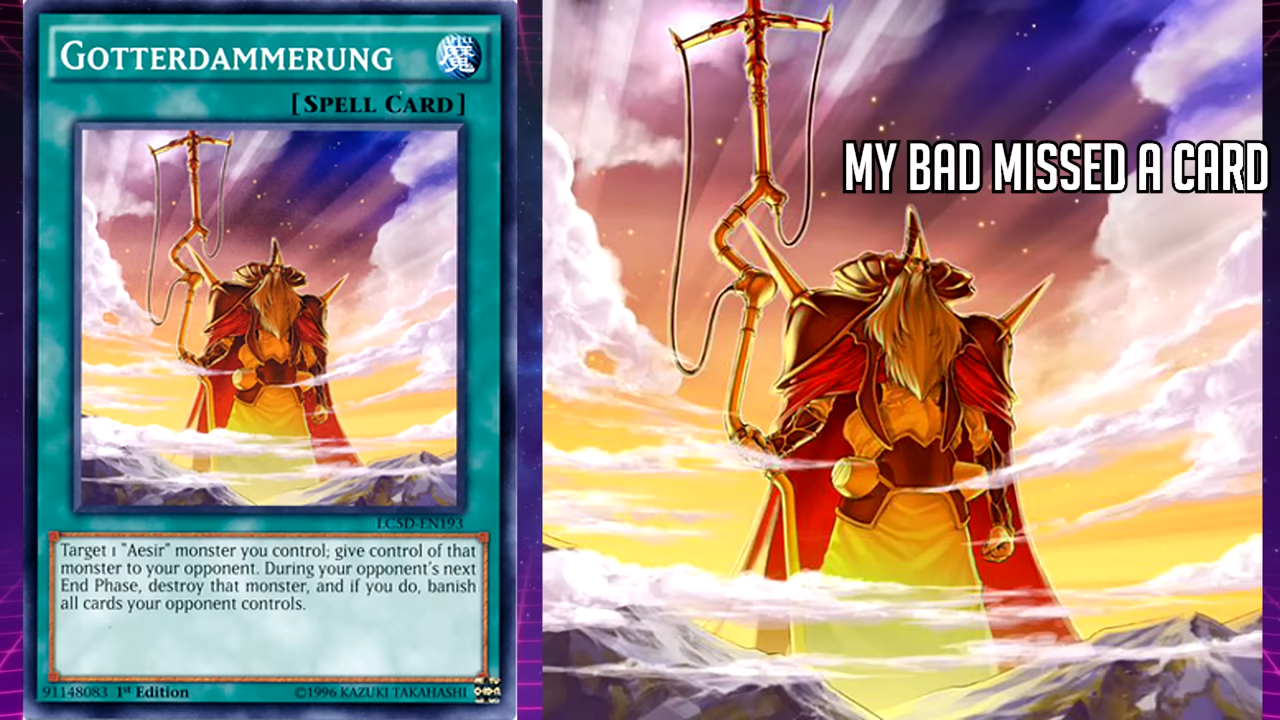 GOTTERDAMMERUNG
魔
[SPELL CARD]
LC5D-EN193
Target 1 "Aesir" monster you control; give control of that
monster to your opponent. During your opponent's next
End Phase, destroy that monster, and if you do, banish
all cards your opponent controls.
91148083 1st Edition ©1996 KAZUKI TAKAHASHI
MY BAD MISSED A CARD